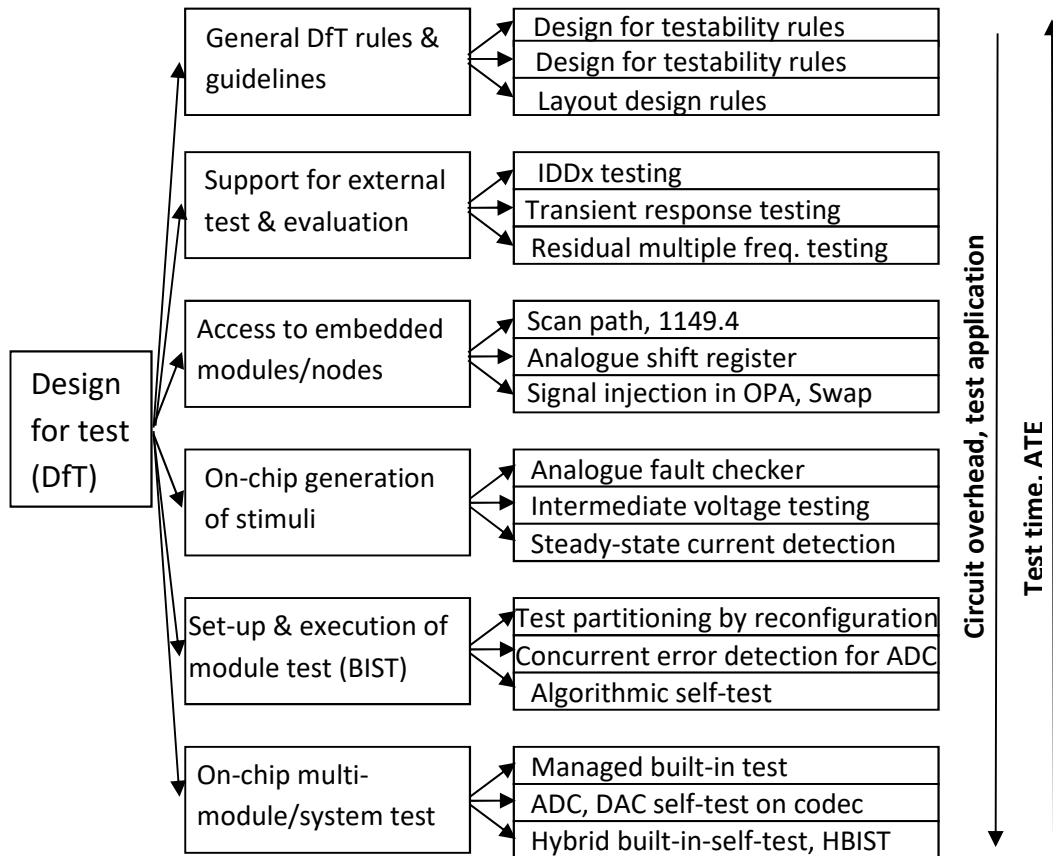 Design
for test
(DfT)
General DfT rules &
guidelines
Design for testability rules
Design for testability rules
Layout design rules
Support for external
test & evaluation
IDDx testing
Transient response testing
Residual multiple freq. testing
Access to embedded
modules/nodes
Scan path, 1149.4
Analogue shift register
Signal injection in OPA, Swap
On-chip generation
of stimuli
Analogue fault checker
Intermediate voltage testing
Steady-state current detection
Set-up & execution of
module test (BIST)
Test partitioning by reconfiguration
Concurrent error detection for ADC
Algorithmic self-test
On-chip multi-
module/system test
Managed built-in test
ADC, DAC self-test on codec
Hybrid built-in-self-test, HBIST
Circuit overhead, test application
Test time. ATE